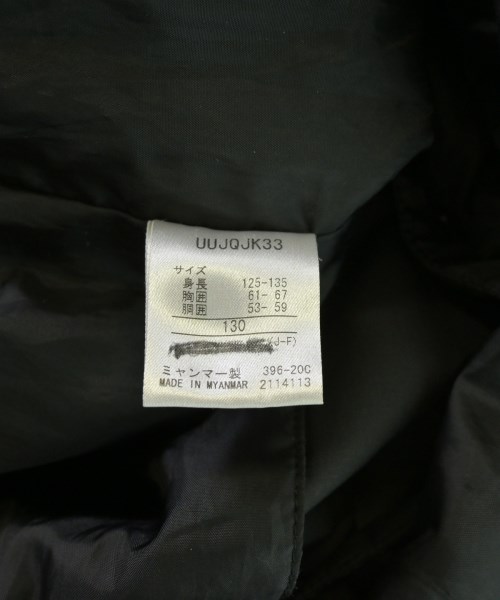 UUJQJK33
サイズ
身長 125-135
胸囲 61- 67
胴囲 53- 59
130
(J-F)
ミャンマー製 396-20C
MADE IN MYANMAR 2114113